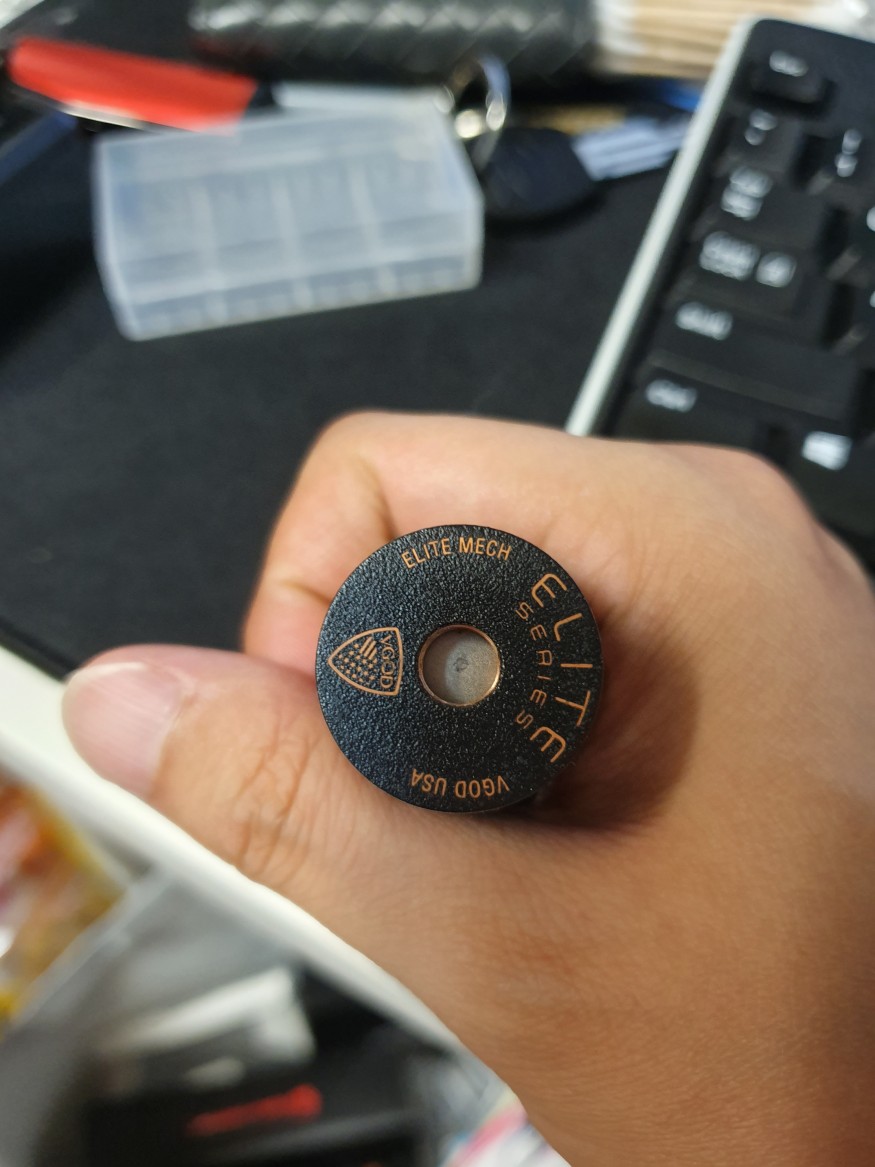 ELITE MECH
ELITE
SERIES
VGOD
VGOD USA